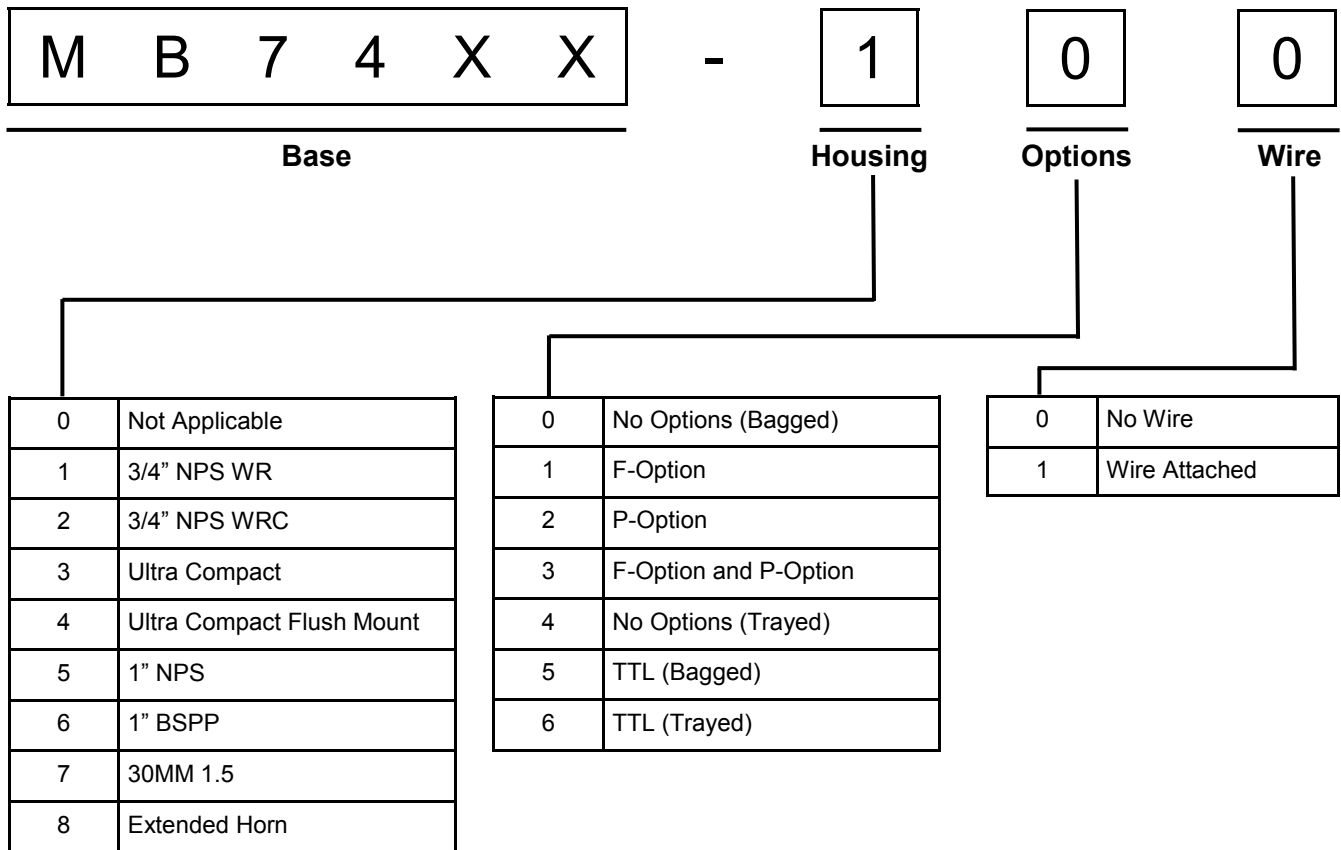 M B 7 4 X X - 1 0 0
Base Housing Options Wire
0 Not Applicable
1 3/4” NPS WR
2 3/4” NPS WRC
3 Ultra Compact
4 Ultra Compact Flush Mount
5 1” NPS
6 1” BSPP
7 30MM 1.5
8 Extended Horn
0 No Options (Bagged)
1 F-Option
2 P-Option
3 F-Option and P-Option
4 No Options (Trayed)
5 TTL (Bagged)
6 TTL (Trayed)
0 No Wire
1 Wire Attached